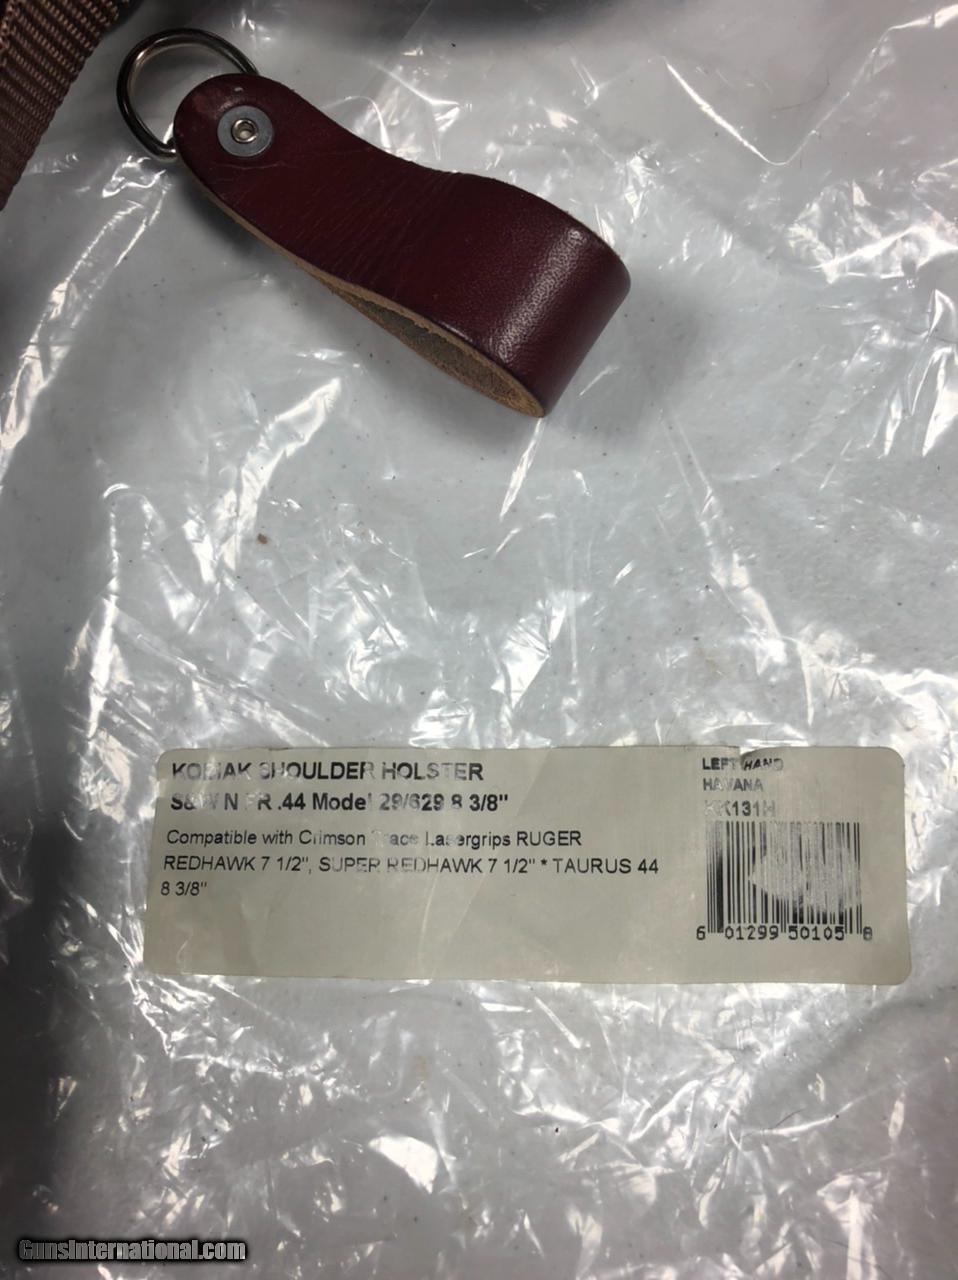 KODIAK SHOULDER HOLSTER
S&W N FR .44 Model 29/629 8 3/8"
Compatible with Crimson Trace Lasergrips RUGER
REDHAWK 7 1/2", SUPER REDHAWK 7 1/2" * TAURUS 44
8 3/8"
LEFT HAND
HAVANA
K131H
6 01299 50105 8
GunsInternational.com